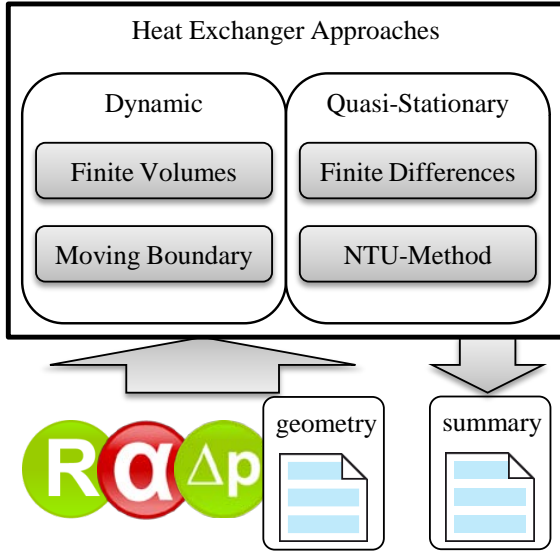 Heat Exchanger Approaches
Dynamic
Quasi-Stationary
Finite Volumes
Finite Differences
Moving Boundary
NTU-Method
geometry
summary
R α Δp